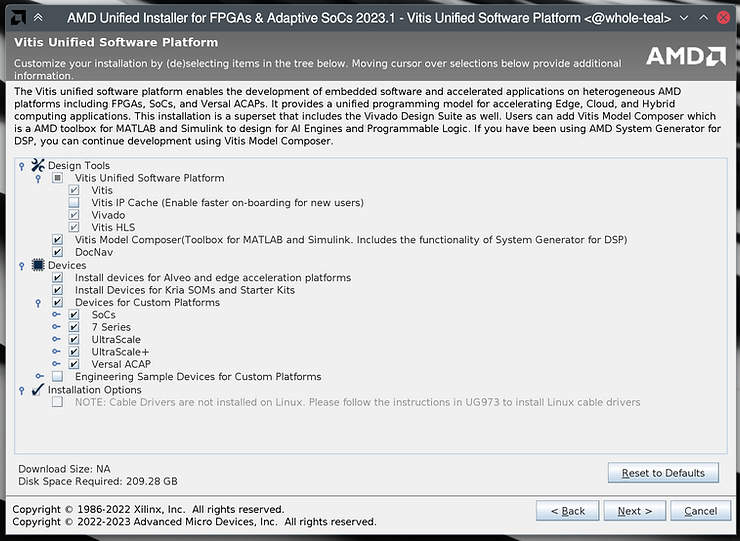 AMD Unified Installer for FPGAs & Adaptive SoCs 2023.1 - Vitis Unified Software Platform <@whole-teal>
Vitis Unified Software Platform
Customize your installation by (de)selecting items in the tree below. Moving cursor over selections below provide additional
information.
AMD
The Vitis unified software platform enables the development of embedded software and accelerated applications on heterogeneous AMD
platforms including FPGAs, SoCs, and Versal ACAPs. It provides a unified programming model for accelerating Edge, Cloud, and Hybrid
computing applications. This installation is a superset that includes the Vivado Design Suite as well. Users can add Vitis Model Composer which
is a AMD toolbox for MATLAB and Simulink to design for AI Engines and Programmable Logic. If you have been using AMD System Generator for
DSP, you can continue development using Vitis Model Composer.
Design Tools
Vitis Unified Software Platform
Vitis
Vitis IP Cache (Enable faster on-boarding for new users)
Vivado
Vitis HLS
Vitis Model Composer(Toolbox for MATLAB and Simulink. Includes the functionality of System Generator for DSP)
DocNav
Devices
Install devices for Alveo and edge acceleration platforms
Install Devices for Kria SOMs and Starter Kits
Devices for Custom Platforms
SoCs
7 Series
UltraScale
UltraScale+
Versal ACAP
Engineering Sample Devices for Custom Platforms
Installation Options
NOTE: Cable Drivers are not installed on Linux. Please follow the instructions in UG973 to install Linux cable drivers
Download Size: NA
Disk Space Required: 209.28 GB
Reset to Defaults
Copyright © 1986-2022 Xilinx, Inc. All rights reserved.
Copyright © 2022-2023 Advanced Micro Devices, Inc. All rights reserved.
< Back
Next >
Cancel